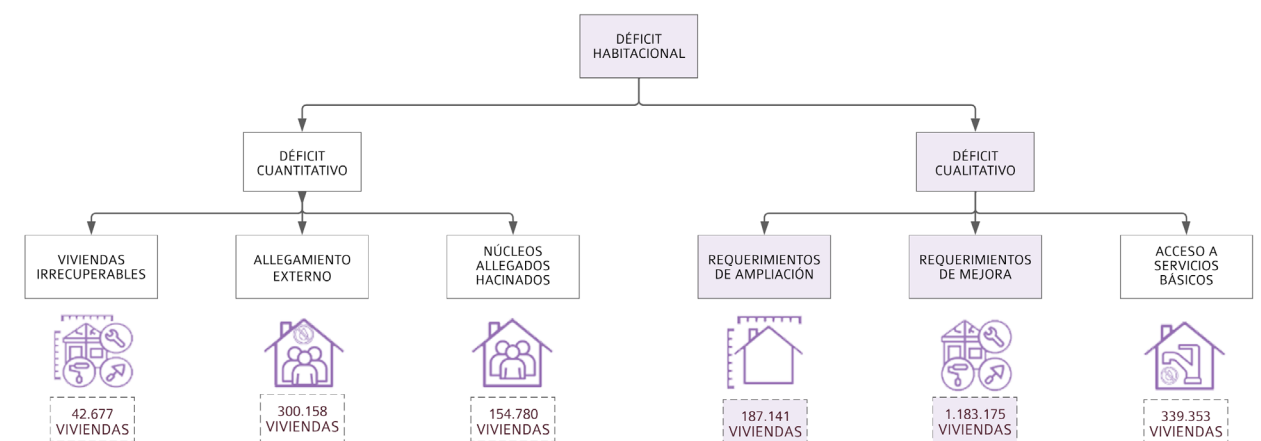 DÉFICIT
HABITACIONAL
DÉFICIT
CUANTITATIVO
DÉFICIT
CUALITATIVO
VIVIENDAS
IRRECUPERABLES
ALLEGAMIENTO
EXTERNO
NÚCLEOS
ALLEGADOS
HACINADOS
REQUERIMIENTOS
DE AMPLIACIÓN
REQUERIMIENTOS
DE MEJORA
ACCESO A
SERVICIOS
BÁSICOS
42.677
VIVIENDAS
300.158
VIVIENDAS
154.780
VIVIENDAS
187.141
VIVIENDAS
1.183.175
VIVIENDAS
339.353
VIVIENDAS